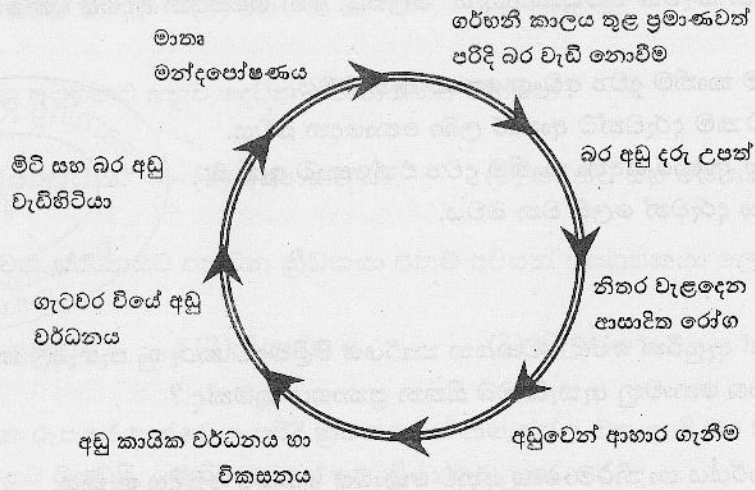 මාතෘ
මන්දපෝෂණය
ගර්භනී කාලය තුළ ප්‍රමාණවත්
පරිදි බර වැඩි නොවීම
බර අඩු දරු උපත්
නිතර වැළඳෙන
ආසාදිත රෝග
අඩුවෙන් ආහාර ගැනීම
අඩු කායික වර්ධනය හා
විකසනය
ගැටවර වියේ අඩු
වර්ධනය
මිටි සහ බර අඩු
වැඩිහිටියා